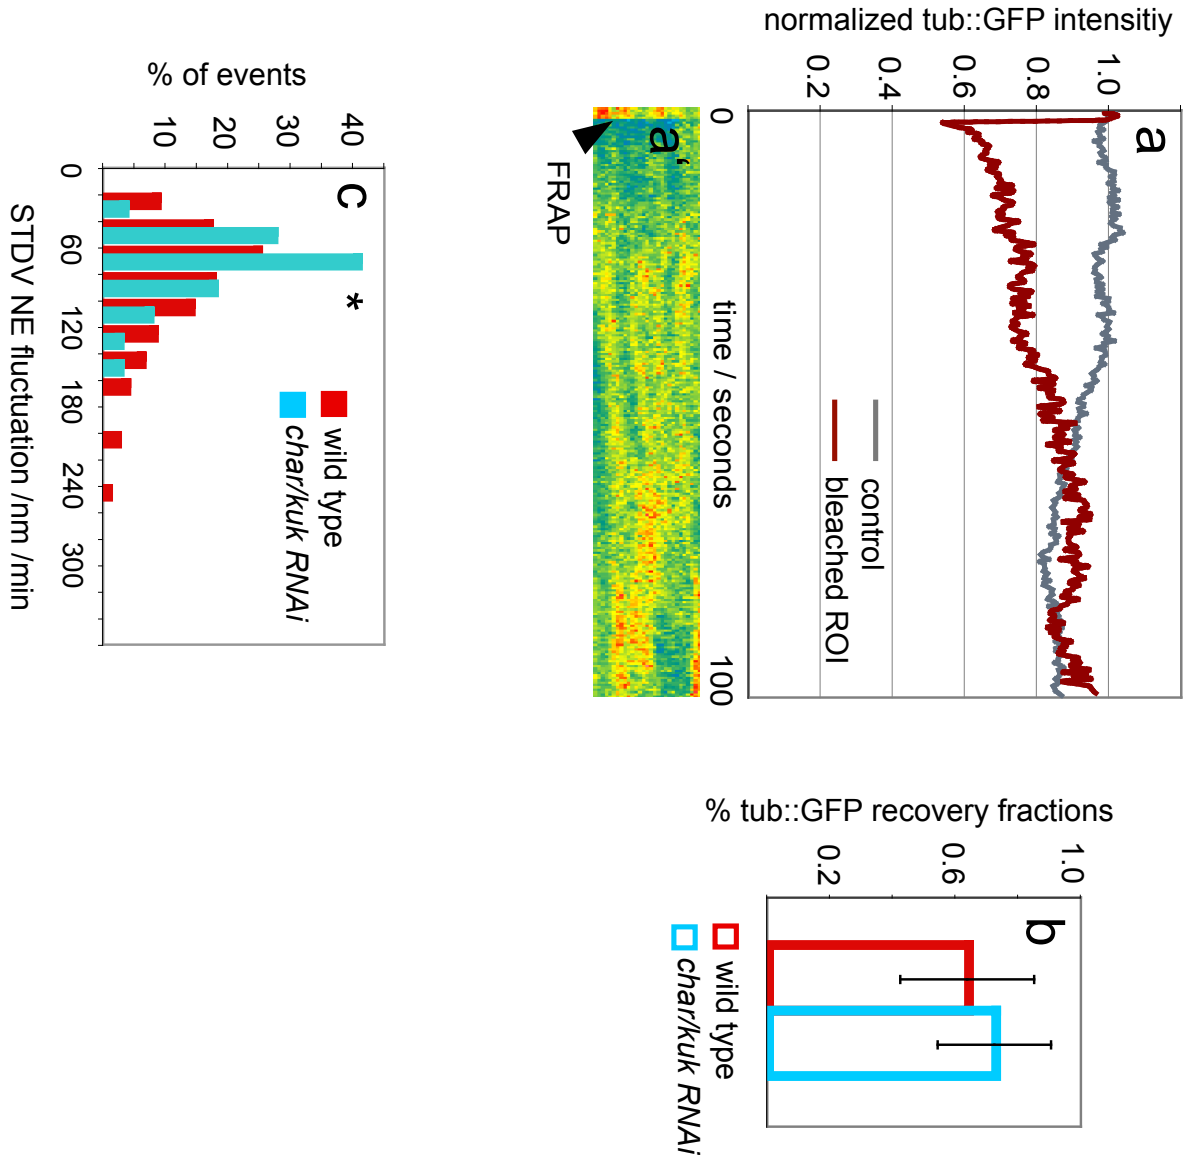 a
normalized tub::GFP intensitiy
1.0
0.8
0.6
0.4
0.2
control
bleached ROI
0
time / seconds
100
a‘
FRAP
b
% tub::GFP recovery fractions
1.0
0.6
0.2
wild type
char/kuk RNAi
c
% of events
40
30
20
10
*
wild type
char/kuk RNAi
0
60
120
180
240
300
STDV NE fluctuation /nm /min